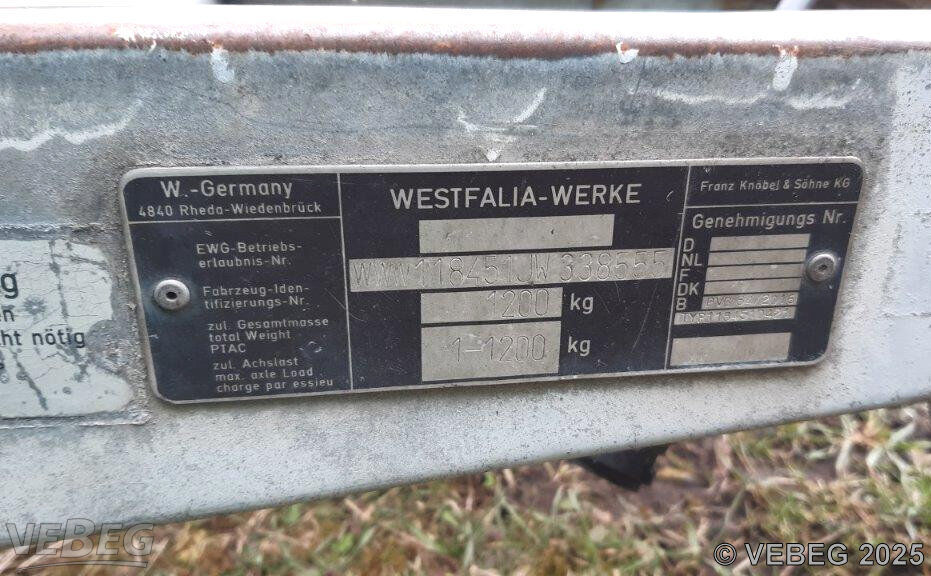 W.-Germany
4840 Rheda-Wiedenbrück
EWG-Betriebs-
erlaubnis-Nr.
Fahrzeug-Iden-
tifizierungs-Nr.
zul. Gesamtmasse
total Weight
PTAC
zul. Achslast
max. axle Load
charge par essieu
WESTFALIA-WERKE
WWW118451JW338555
1200 kg
1-1200 kg
Franz Knöbel & Söhne KG
Genehmigungs Nr.
D
NL
F
DK
B
g
en
ht nötig
s
VEBEG
© VEBEG 2025